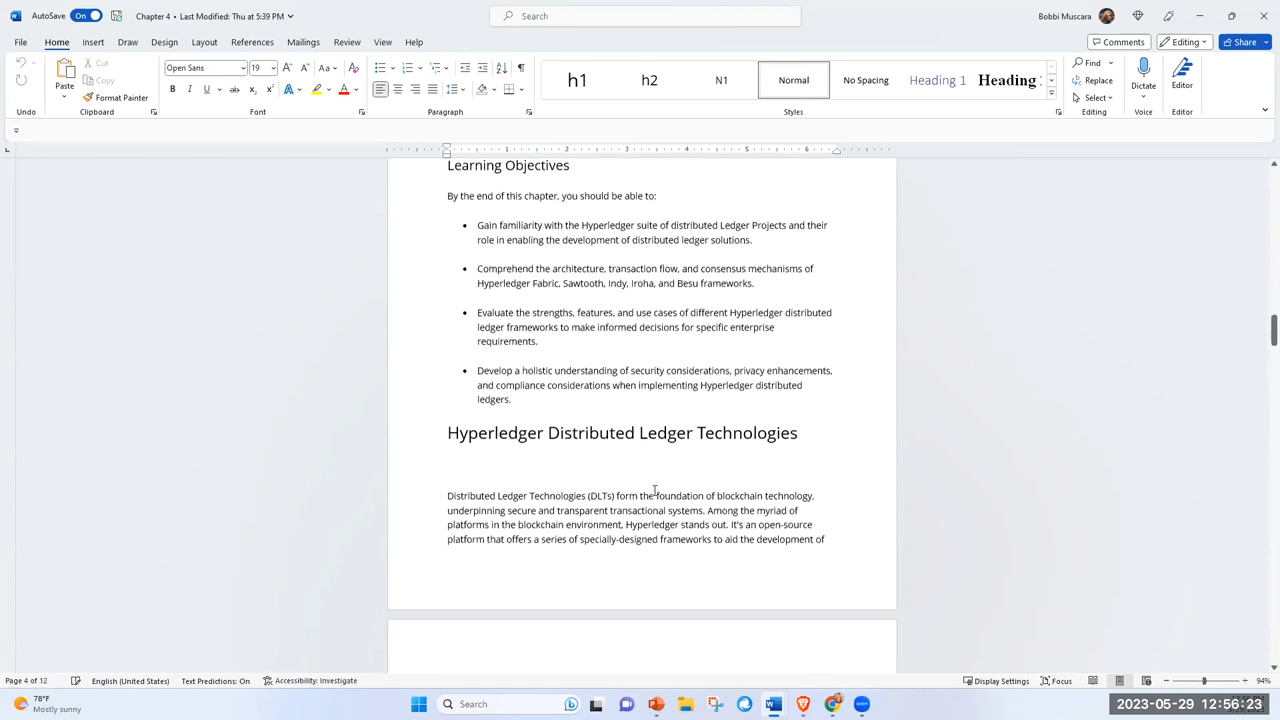 AutoSave On Chapter 4 • Last Modified: Thu at 5:39 PM Search Bobbi Muscara
File Home Insert Draw Design Layout References Mailings Review View Help Comments Editing Share
Paste Cut Copy Format Painter
Open Sans 19
h1 h2 N1 Normal No Spacing Heading 1 Heading
Find Replace Select
Dictate Editor
Undo Clipboard Font Paragraph Styles Editing Voice Editor
1 2 3 4 5 6
Learning Objectives
By the end of this chapter, you should be able to:
• Gain familiarity with the Hyperledger suite of distributed Ledger Projects and their
role in enabling the development of distributed ledger solutions.
• Comprehend the architecture, transaction flow, and consensus mechanisms of
Hyperledger Fabric, Sawtooth, Indy, Iroha, and Besu frameworks.
• Evaluate the strengths, features, and use cases of different Hyperledger distributed
ledger frameworks to make informed decisions for specific enterprise
requirements.
• Develop a holistic understanding of security considerations, privacy enhancements,
and compliance considerations when implementing Hyperledger distributed
ledgers.
Hyperledger Distributed Ledger Technologies
Distributed Ledger Technologies (DLTs) form the foundation of blockchain technology,
underpinning secure and transparent transactional systems. Among the myriad of
platforms in the blockchain environment, Hyperledger stands out. It's an open-source
platform that offers a series of specially-designed frameworks to aid the development of
Page 4 of 12 English (United States) Text Predictions: On Accessibility: Investigate Display Settings Focus 94%
78°F
Mostly sunny
Search
2023-05-29 12:56:23